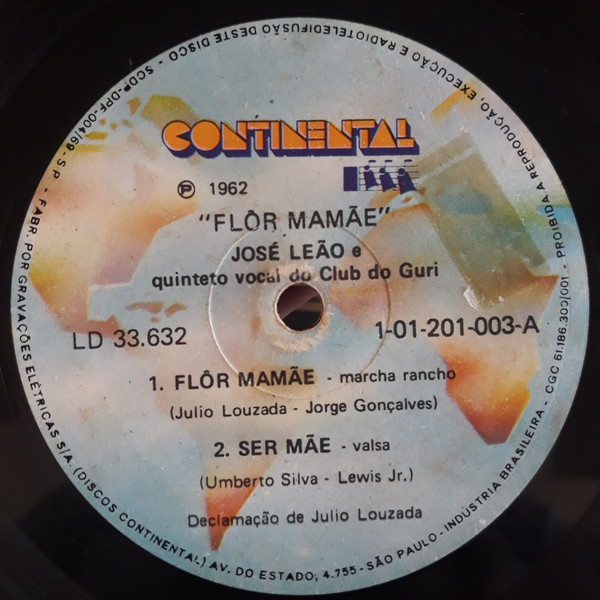 CONTINENTAL
℗ 1962
"FLÔR MAMÃE"
JOSÉ LEÃO e
quinteto vocal do Club do Guri
LD 33.632
1-01-201-003-A
1. FLÔR MAMÃE - marcha rancho
(Julio Louzada - Jorge Gonçalves)
2. SER MÃE - valsa
(Umberto Silva - Lewis Jr.)
Declamação de Julio Louzada
SCDP-DPF-004/69 - S.P. - FABR. POR GRAVAÇÕES ELÉTRICAS S/A. (DISCOS CONTINENTAL) AV. DO ESTADO, 4.755 - SÃO PAULO - INDÚSTRIA BRASILEIRA - CGC 61.186.300/001 - PROIBIDA A REPRODUÇÃO, EXECUÇÃO E RADIOTELEDIFUSÃO DESTE DISCO